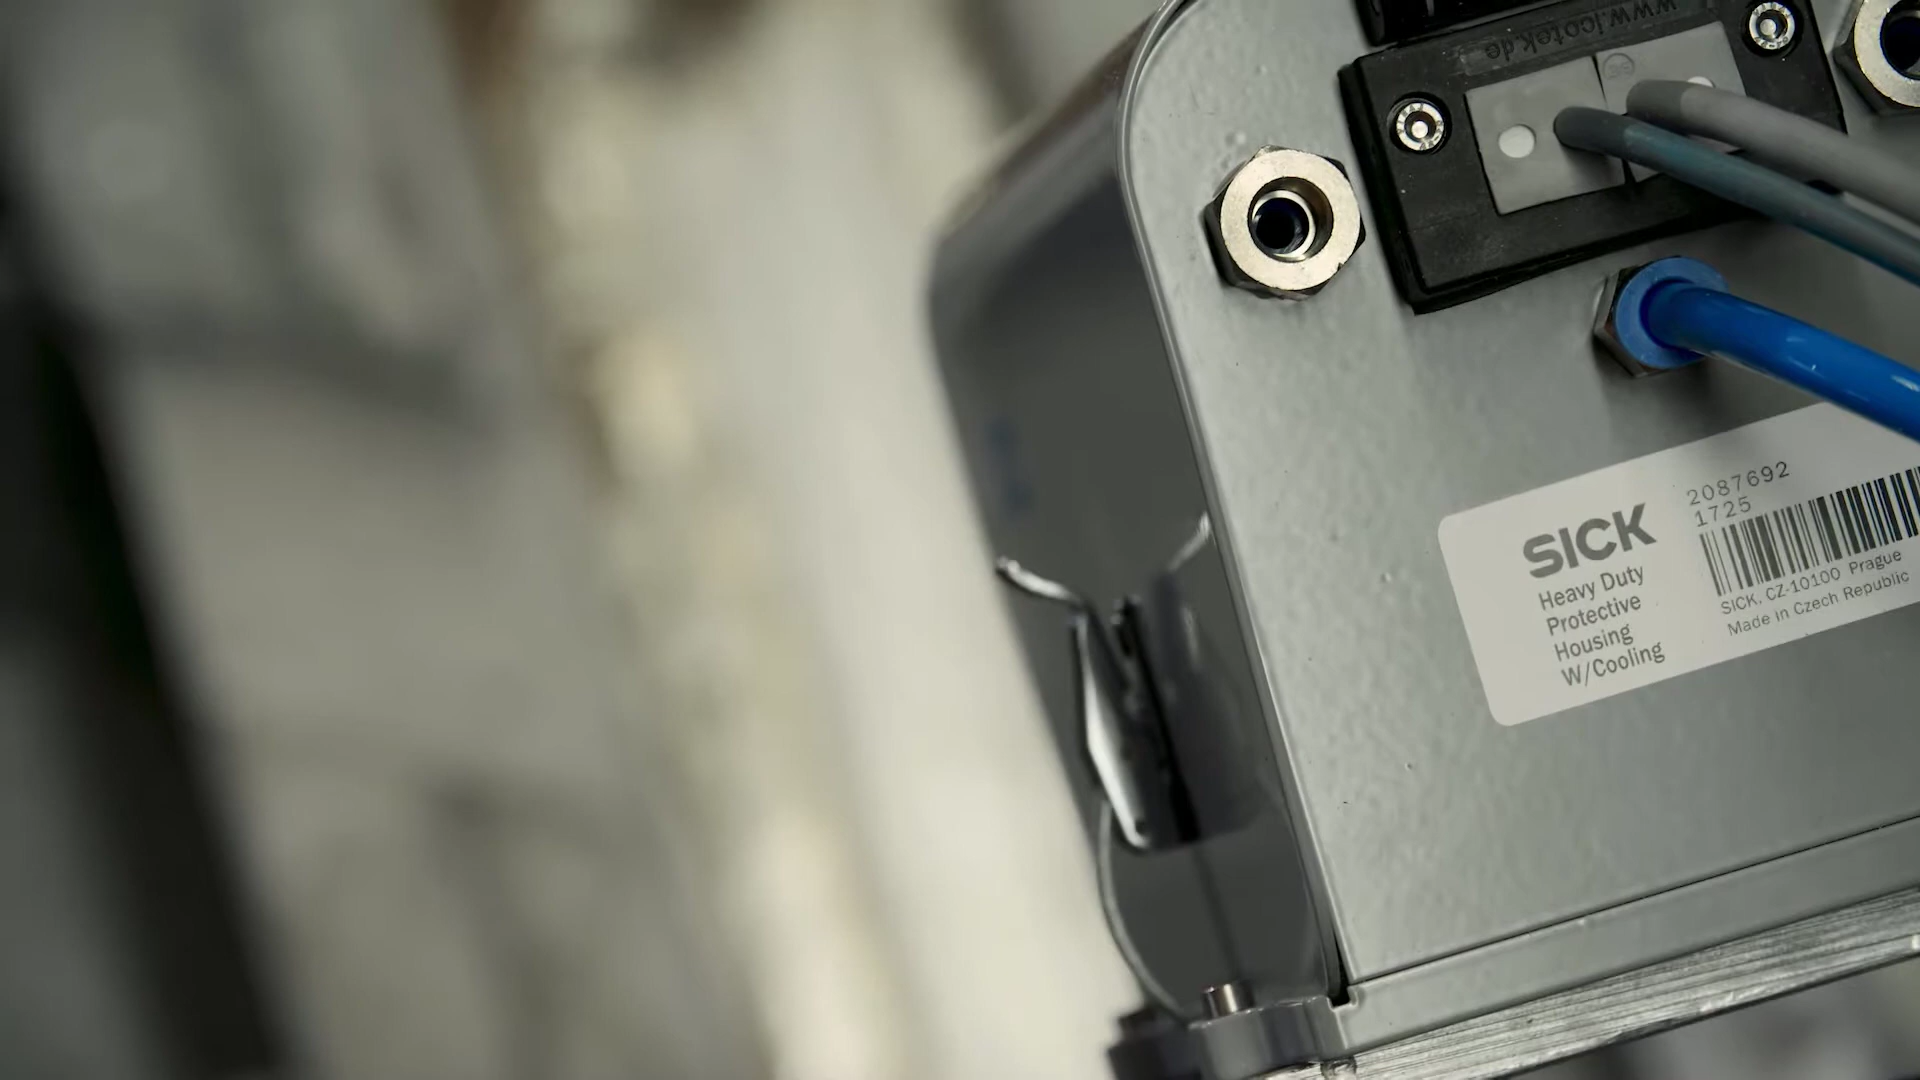 www.icotek.de
SICK
Heavy Duty
Protective
Housing
W/Cooling
2087692
1725
SICK, CZ-10100 Prague
Made in Czech Republic